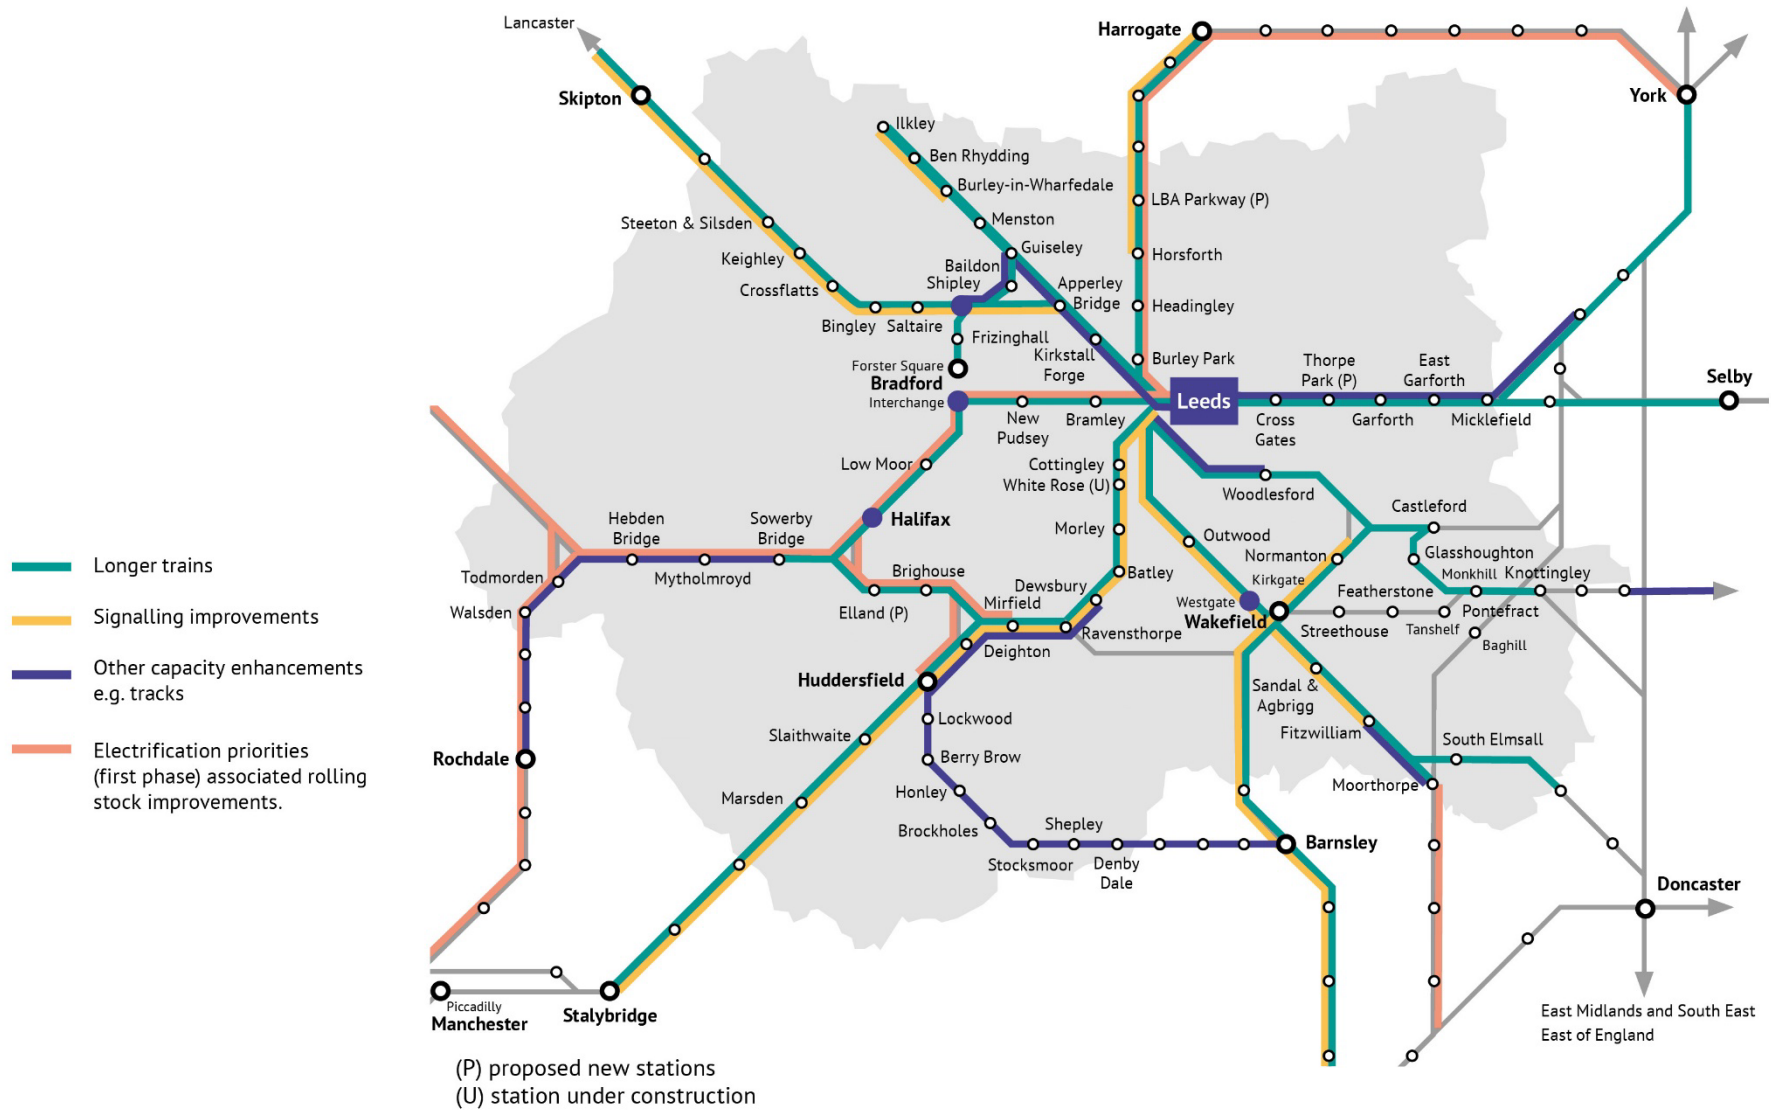 Lancaster
Harrogate
Skipton
York
Ilkley
Ben Rhydding
Burley-in-Wharfedale
LBA Parkway (P)
Menston
Steeton & Silsden
Guiseley
Keighley
Horsforth
Baildon
Shipley
Apperley
Bridge
Crossflatts
Headingley
Bingley
Saltaire
Frizinghall
Kirkstall
Forge
Burley Park
Forster Square
Bradford
Interchange
Thorpe
Park (P)
East
Garforth
Selby
Leeds
New
Pudsey
Bramley
Cross
Gates
Garforth
Micklefield
Low Moor
Cottingley
White Rose (U)
Woodlesford
Castleford
Halifax
Hebden
Bridge
Sowerby
Bridge
Morley
Outwood
Normanton
Glasshoughton
Longer trains
Todmorden
Mytholmroyd
Brighouse
Dewsbury
Batley
Kirkgate
Monkhill
Knottingley
Featherstone
Signalling improvements
Walsden
Elland (P)
Mirfield
Westgate
Wakefield
Pontefract
Ravensthorpe
Streethouse
Tanshelf
Baghill
Deighton
Other capacity enhancements
e.g. tracks
Huddersfield
Sandal &
Agbrigg
Lockwood
Slaithwaite
Fitzwilliam
South Elmsall
Electrification priorities
(first phase) associated rolling
stock improvements.
Rochdale
Berry Brow
Moorthorpe
Marsden
Honley
Brockholes
Shepley
Barnsley
Stocksmoor
Denby
Dale
Doncaster
Piccadilly
Manchester
Stalybridge
East Midlands and South East
East of England
(P) proposed new stations
(U) station under construction